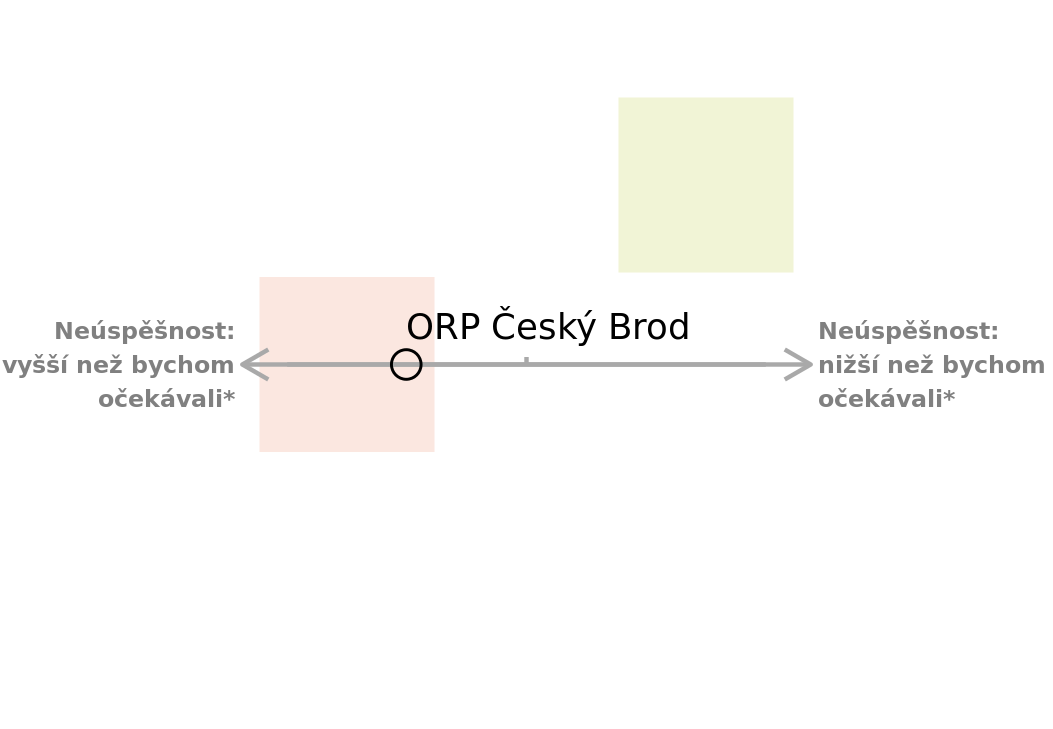 ORP Český Brod
Neúspěšnost:
vyšší než bychom
očekávali*
Neúspěšnost:
nižší než bychom
očekávali*